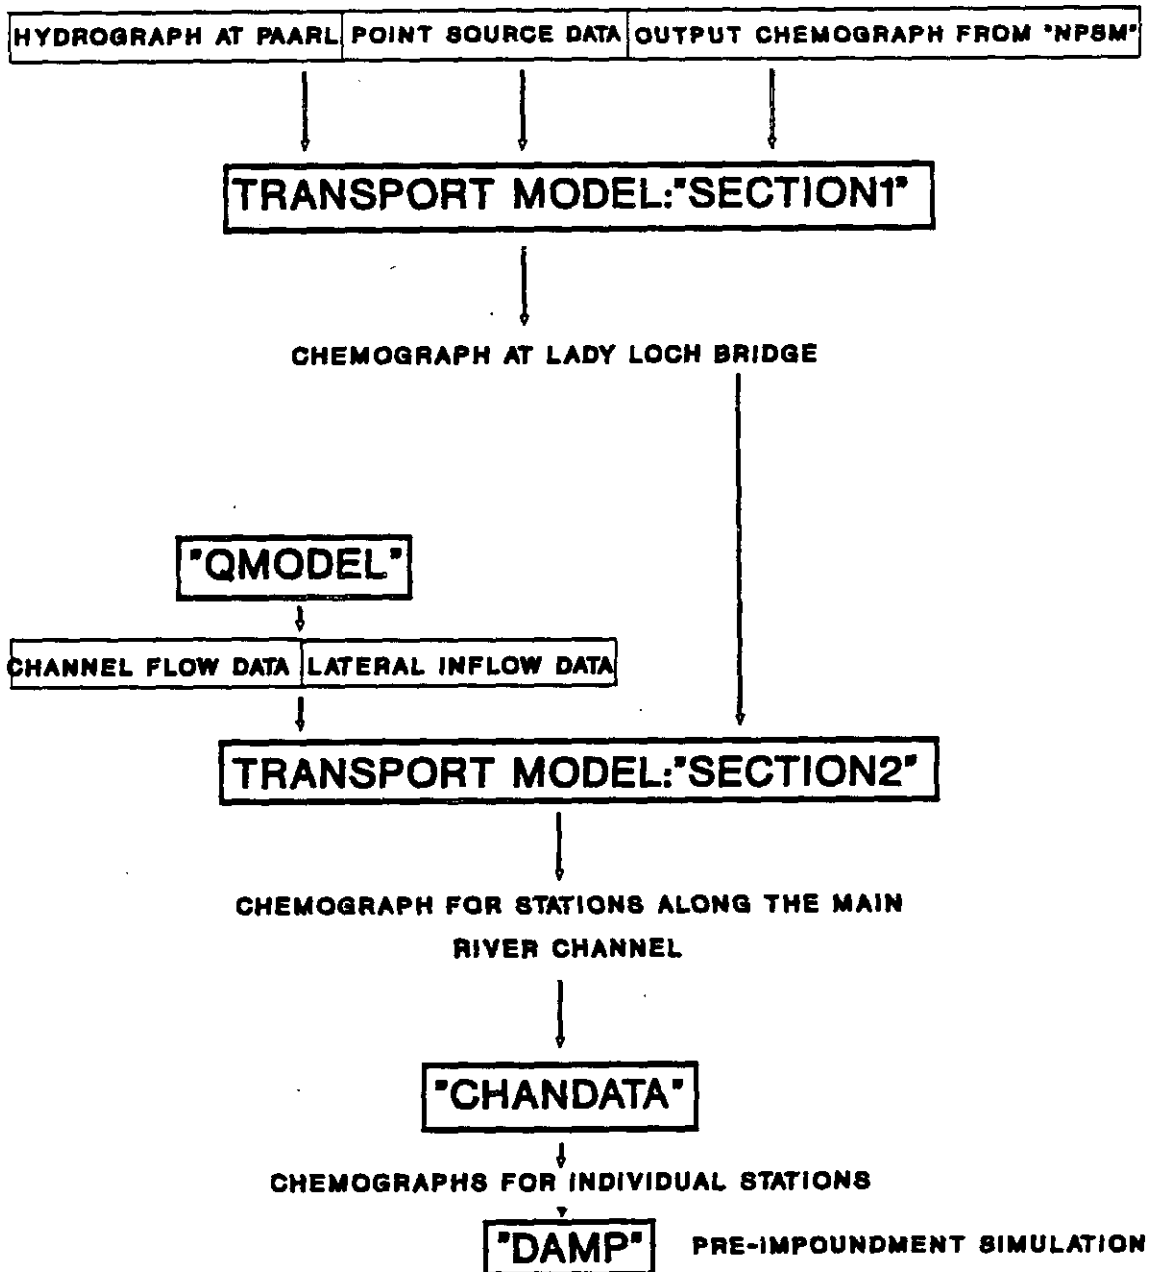 HYDROGRAPH AT PAARL POINT SOURCE DATA OUTPUT CHEMOGRAPH FROM "NPSM"
TRANSPORT MODEL:"SECTION1"
CHEMOGRAPH AT LADY LOCH BRIDGE
"QMODEL"
CHANNEL FLOW DATA LATERAL INFLOW DATA
TRANSPORT MODEL:"SECTION2"
CHEMOGRAPH FOR STATIONS ALONG THE MAIN
RIVER CHANNEL
"CHANDATA"
CHEMOGRAPHS FOR INDIVIDUAL STATIONS
"DAMP" PRE-IMPOUNDMENT SIMULATION